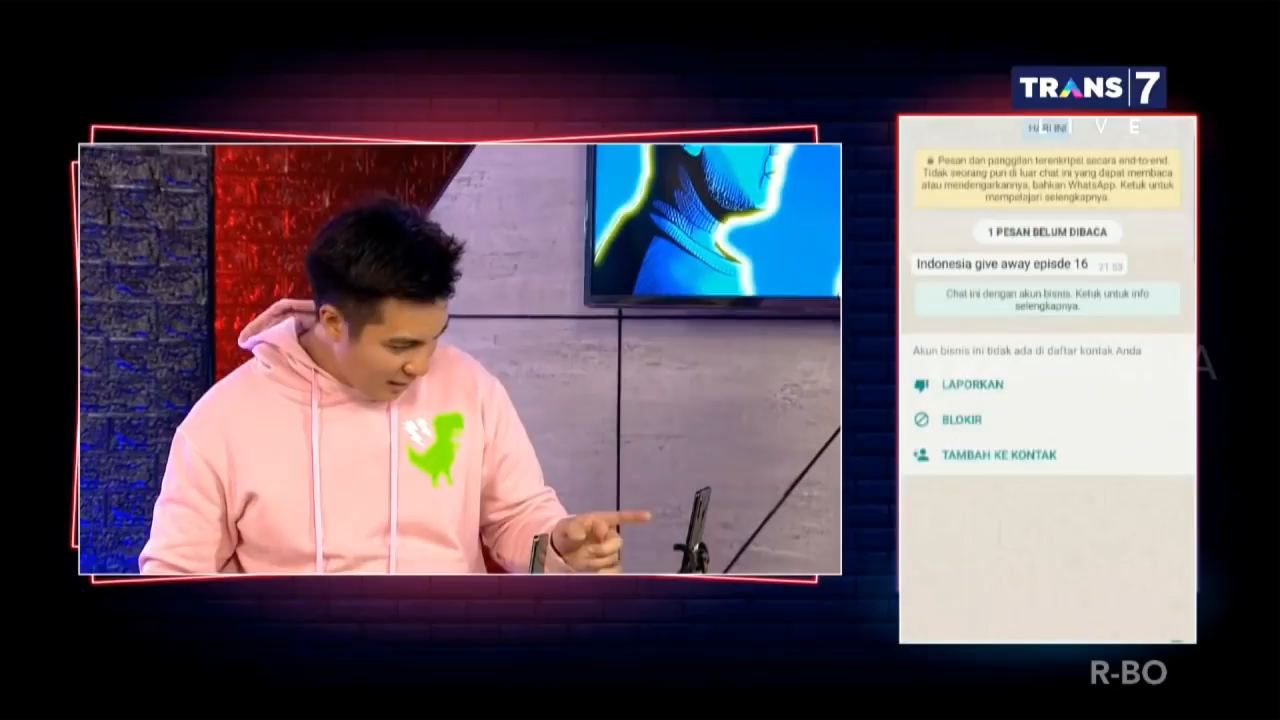 TRANS|7
LIVE
HARI INI
Pesan dan panggilan terenkripsi secara end-to-end.
Tidak seorang pun di luar chat ini yang dapat membaca
atau mendengarkannya, bahkan WhatsApp. Ketuk untuk
mempelajari selengkapnya.
1 PESAN BELUM DIBACA
Indonesia give away episde 16 21:53
Chat ini dengan akun bisnis. Ketuk untuk info
selengkapnya.
Akun bisnis ini tidak ada di daftar kontak Anda
LAPORKAN
BLOKIR
TAMBAH KE KONTAK
R-BO